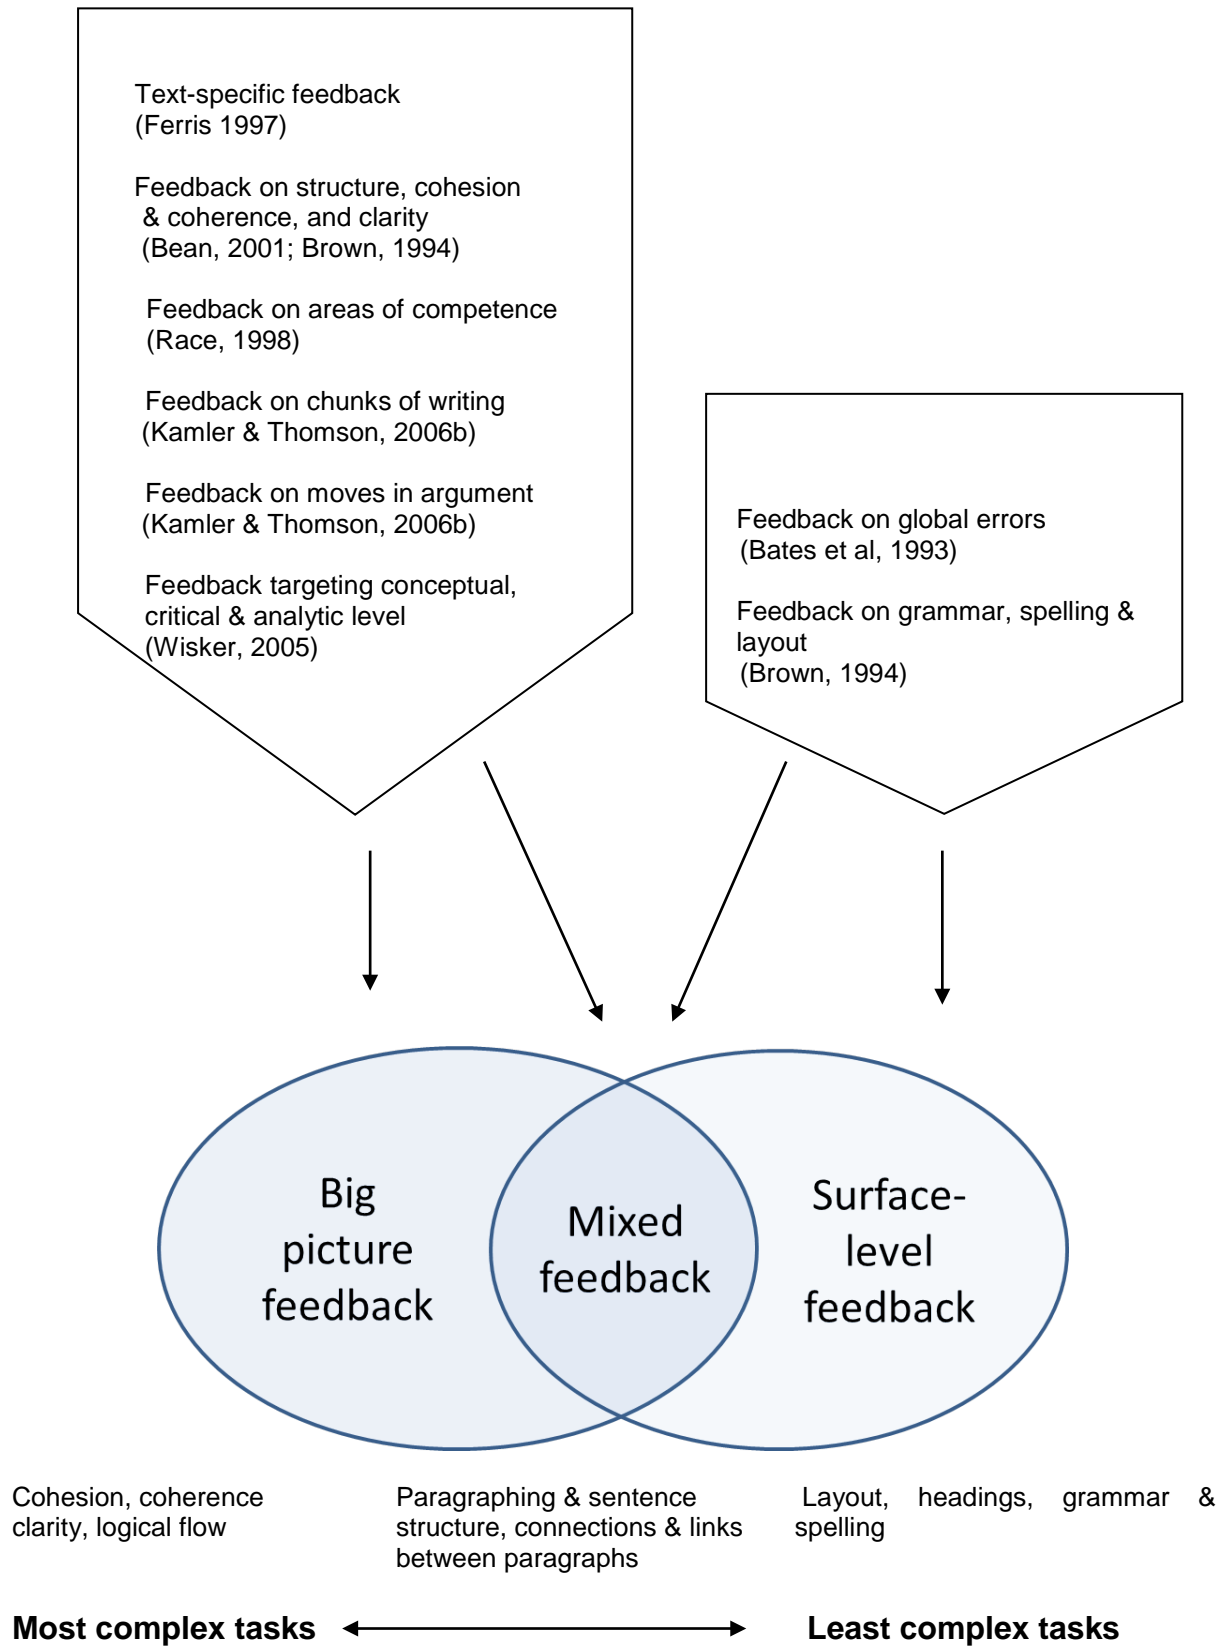 Text-specific feedback
(Ferris 1997)
Feedback on structure, cohesion
& coherence, and clarity
(Bean, 2001; Brown, 1994)
Feedback on areas of competence
(Race, 1998)
Feedback on chunks of writing
(Kamler & Thomson, 2006b)
Feedback on moves in argument
(Kamler & Thomson, 2006b)
Feedback targeting conceptual,
critical & analytic level
(Wisker, 2005)
Feedback on global errors
(Bates et al, 1993)
Feedback on grammar, spelling &
layout
(Brown, 1994)
Big
picture
feedback
Mixed
feedback
Surface-
level
feedback
Cohesion, coherence
clarity, logical flow
Paragraphing & sentence
structure, connections & links
between paragraphs
Layout, headings, grammar &
spelling
Most complex tasks
Least complex tasks